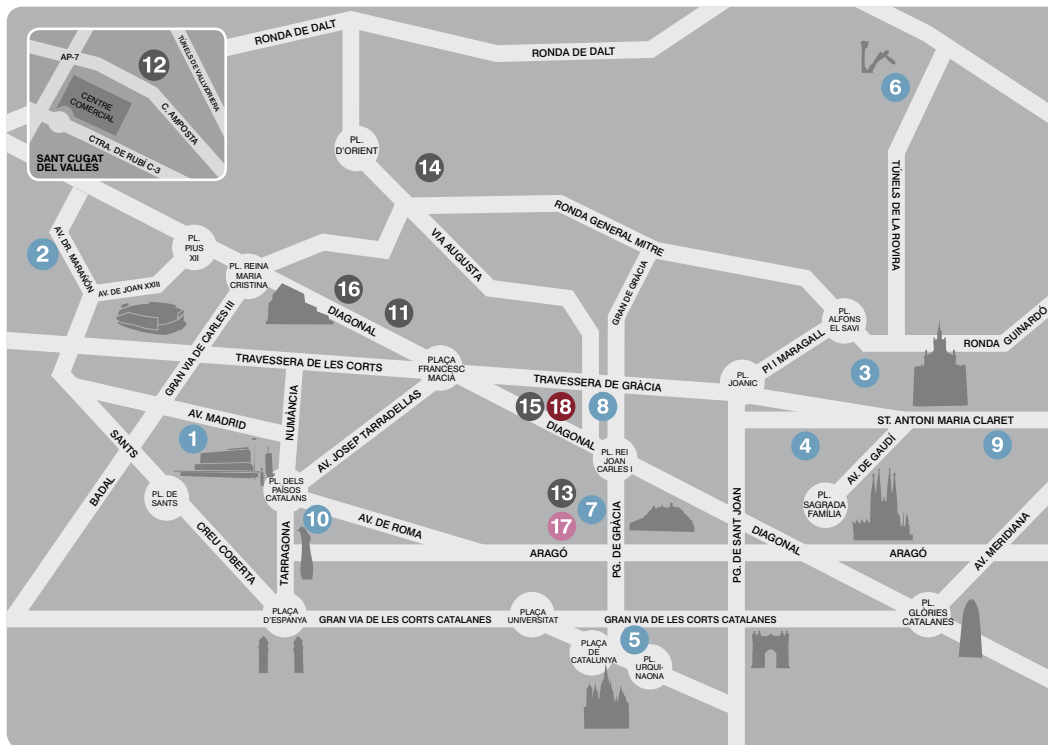 RONDA DE DALT
RONDA DE DALT
AP-7
12
TÚNELS DE VALLVIDRIERA
CENTRE
COMERCIAL
C. AMPOSTA
CTRA. DE RUBÍ C-3
SANT CUGAT
DEL VALLÈS
6
PL.
D'ORIENT
14
TÚNELS DE LA ROVIRA
RONDA GENERAL MITRE
VIA AUGUSTA
2
AV. DR. MARAÑÓN
PL.
PIUS
XII
PL. REINA
MARIA
CRISTINA
AV. DE JOAN XXIII
16
11
DIAGONAL
GRAN DE GRÀCIA
PL.
ALFONS
EL SAVI
GRAN VIA DE CARLES III
PI I MARAGALL
RONDA
GUINARDÓ
TRAVESSERA DE LES CORTS
PLAÇA
FRANCESC
MACIÀ
TRAVESSERA DE GRÀCIA
PL.
JOANIC
3
AV. MADRID
NUMÀNCIA
AV. JOSEP TARRADELLAS
15
18
8
DIAGONAL
ST. ANTONI MARIA CLARET
SANTS
1
4
9
AV. DE GAUDÍ
PL. REI
JOAN
CARLES I
BADAL
PL. DE
SANTS
PL. DELS
PAÏSOS
CATALANS
10
AV. DE ROMA
13
7
17
PL.
SAGRADA
FAMÍLIA
DIAGONAL
CREU COBERTA
TARRAGONA
ARAGÓ
PG. DE GRÀCIA
PG. DE SANT JOAN
ARAGÓ
AV. MERIDIANA
PLAÇA
D'ESPANYA
GRAN VIA DE LES CORTS CATALANES
PLAÇA
UNIVERSITAT
GRAN VIA DE LES CORTS CATALANES
PL.
GLÒRIES
CATALANES
5
PLAÇA
DE
CATALUNYA
PL.
URQUI-
NAONA